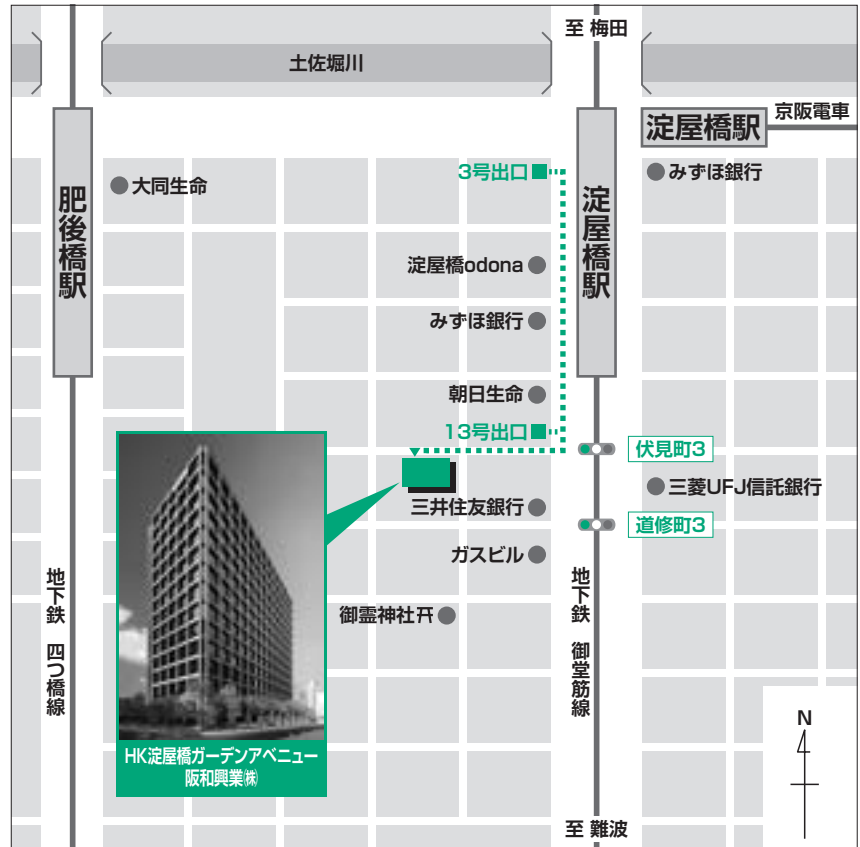 至 梅田
土佐堀川
京阪電車
淀屋橋駅
3号出口
みずほ銀行
大同生命
肥後橋駅
淀屋橋駅
淀屋橋odona
みずほ銀行
朝日生命
13号出口
伏見町3
三菱UFJ信託銀行
三井住友銀行
道修町3
ガスビル
地下鉄 四つ橋線
地下鉄 御堂筋線
御霊神社
N
HK淀屋橋ガーデンアベニュー
阪和興業㈱
至 難波